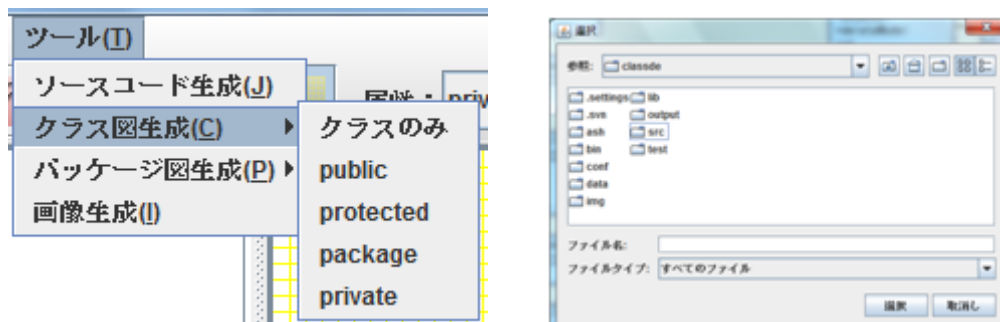 ツール(T)
ソースコード生成(J)
クラス図生成(C)
パッケージ図生成(P)
画像生成(I)
属性：priv
クラスのみ
public
protected
package
private
選択
参照: classde
.settings lib
.svn output
ash src
bin test
conf
data
img
ファイル名:
ファイルタイプ: すべてのファイル
選択 取消し